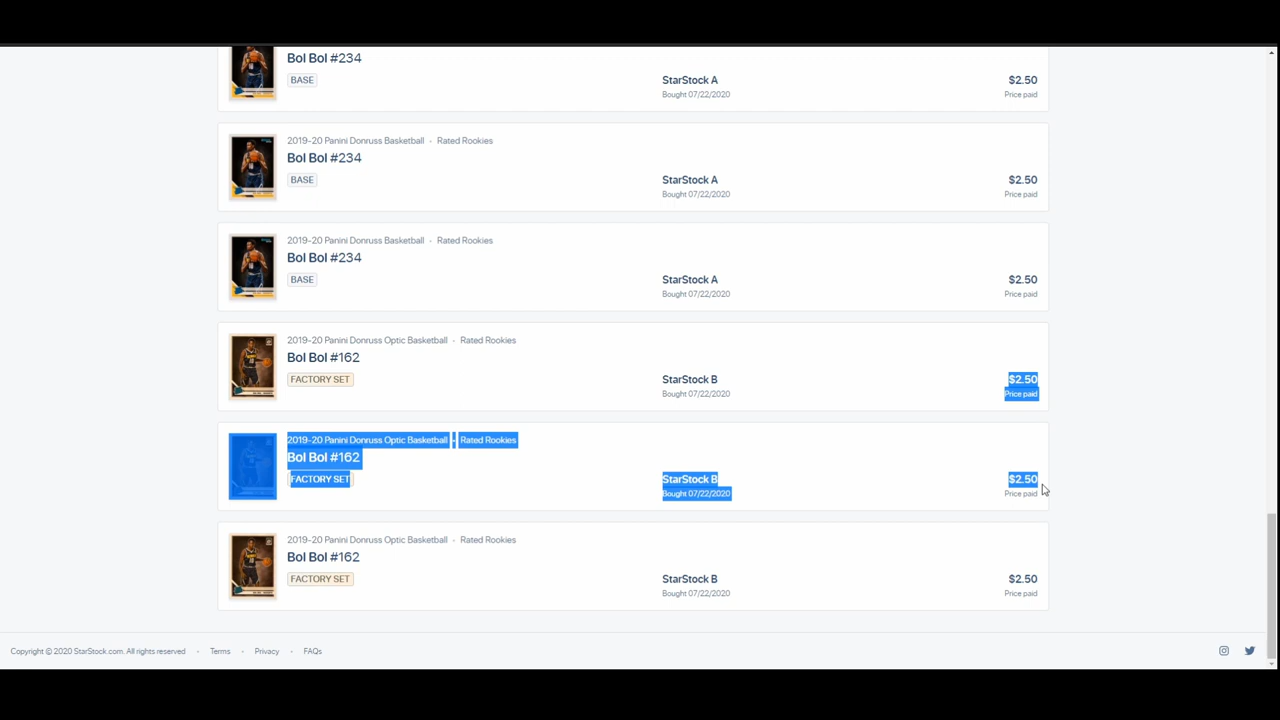 Bol Bol #234
BASE
StarStock A
$2.50
Bought 07/22/2020
Price paid
2019-20 Panini Donruss Basketball • Rated Rookies
Bol Bol #234
BASE
StarStock A
$2.50
Bought 07/22/2020
Price paid
2019-20 Panini Donruss Basketball • Rated Rookies
Bol Bol #234
BASE
StarStock A
$2.50
Bought 07/22/2020
Price paid
2019-20 Panini Donruss Optic Basketball • Rated Rookies
Bol Bol #162
FACTORY SET
StarStock B
$2.50
Bought 07/22/2020
Price paid
2019-20 Panini Donruss Optic Basketball • Rated Rookies
Bol Bol #162
FACTORY SET
StarStock B
$2.50
Bought 07/22/2020
Price paid
2019-20 Panini Donruss Optic Basketball • Rated Rookies
Bol Bol #162
FACTORY SET
StarStock B
$2.50
Bought 07/22/2020
Price paid
Copyright © 2020 StarStock.com. All rights reserved • Terms • Privacy • FAQs